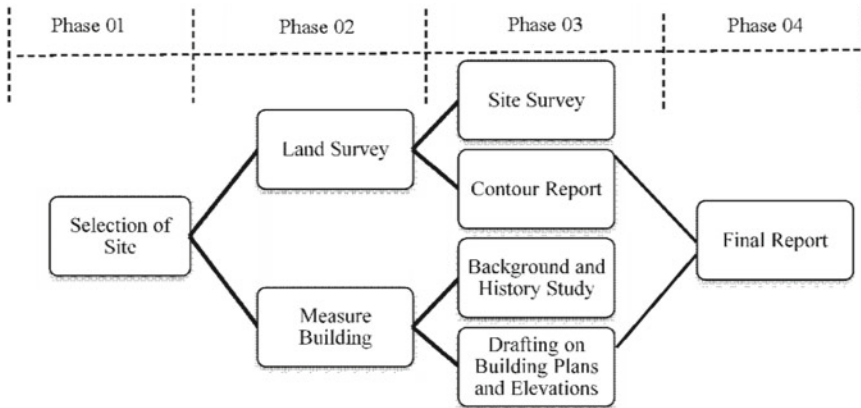 Phase 01
Phase 02
Phase 03
Phase 04
Site Survey
Land Survey
Contour Report
Selection of
Site
Final Report
Background and
History Study
Measure
Building
Drafting on
Building Plans
and Elevations